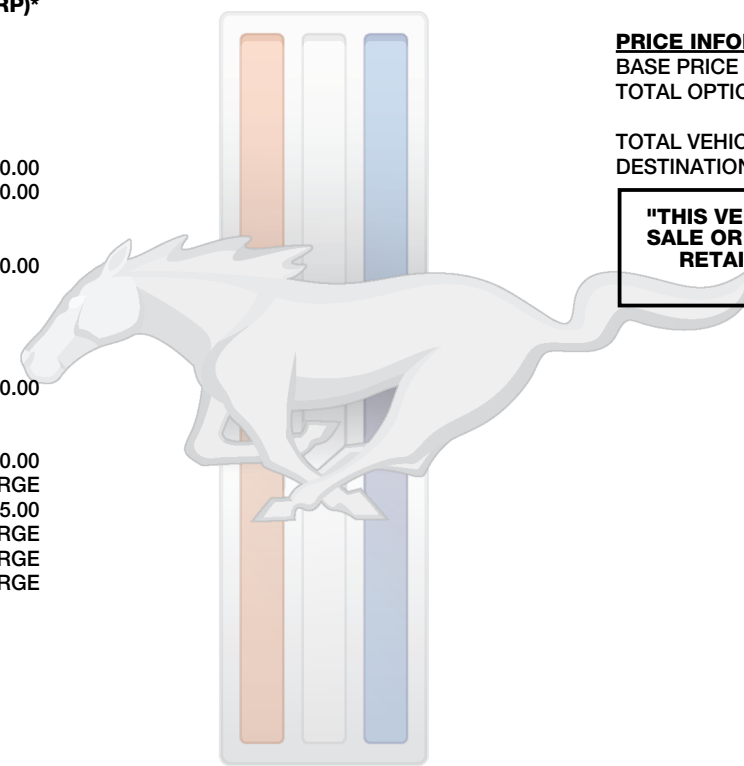 RP)*
0.00
0.00
0.00
0.00
0.00
RGE
5.00
RGE
RGE
RGE
PRICE INFO
BASE PRICE
TOTAL OPTIO
TOTAL VEHIC
DESTINATION
"THIS VE
SALE OR
RETAI